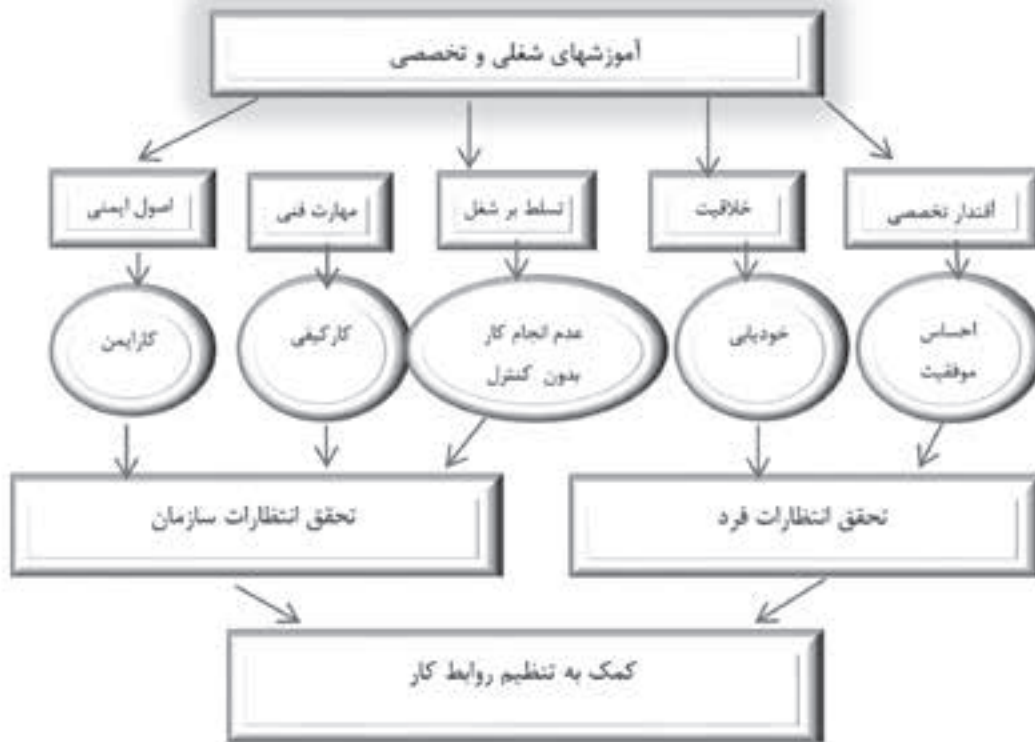 آموزشهای شغلی و تخصصی
اقتدار تخصصی
خلاقیت
تسلط بر شغل
مهارت فنی
اصول ایمنی
احساس
موفقیت
خودیابی
عدم انجام کار
بدون کنترل
کارکیفی
کارایمن
تحقق انتظارات فرد
تحقق انتظارات سازمان
کمک به تنظیم روابط کار